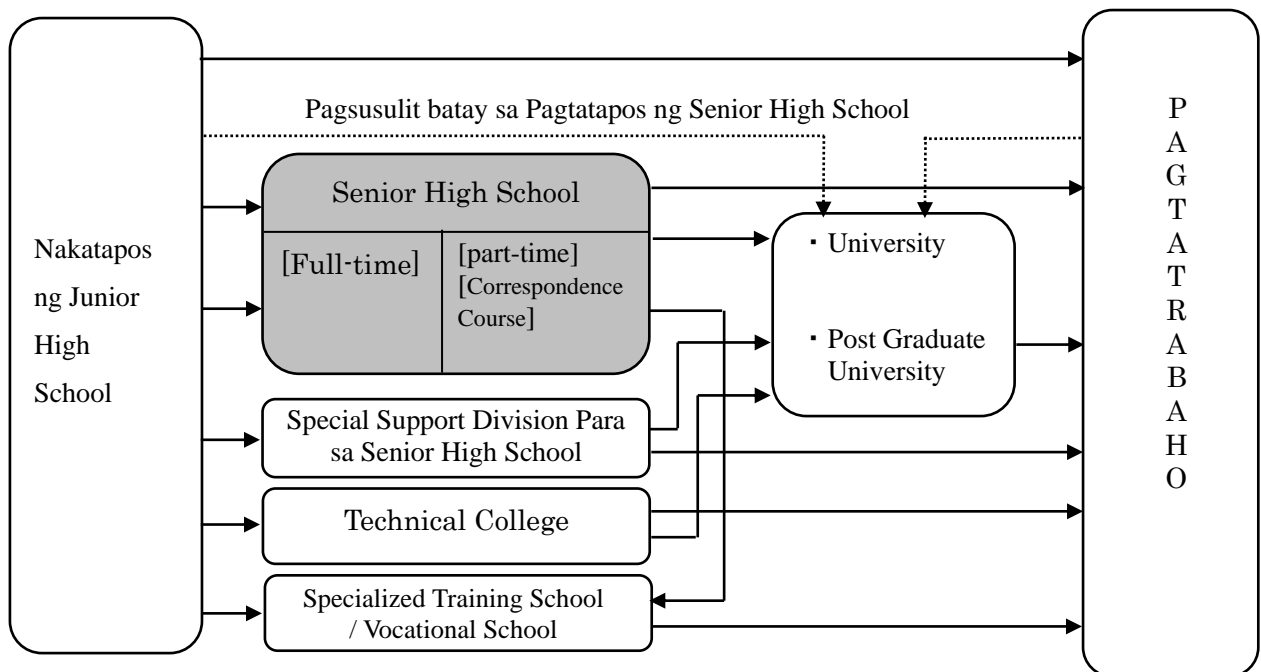 Nakatapos
ng Junior
High
School
Pagsusulit batay sa Pagtatapos ng Senior High School
Senior High School
[Full-time]
[part-time]
[Correspondence
Course]
Special Support Division Para
sa Senior High School
Technical College
Specialized Training School
/ Vocational School
・University
・Post Graduate
University
P
A
G
T
A
T
R
A
B
A
H
O